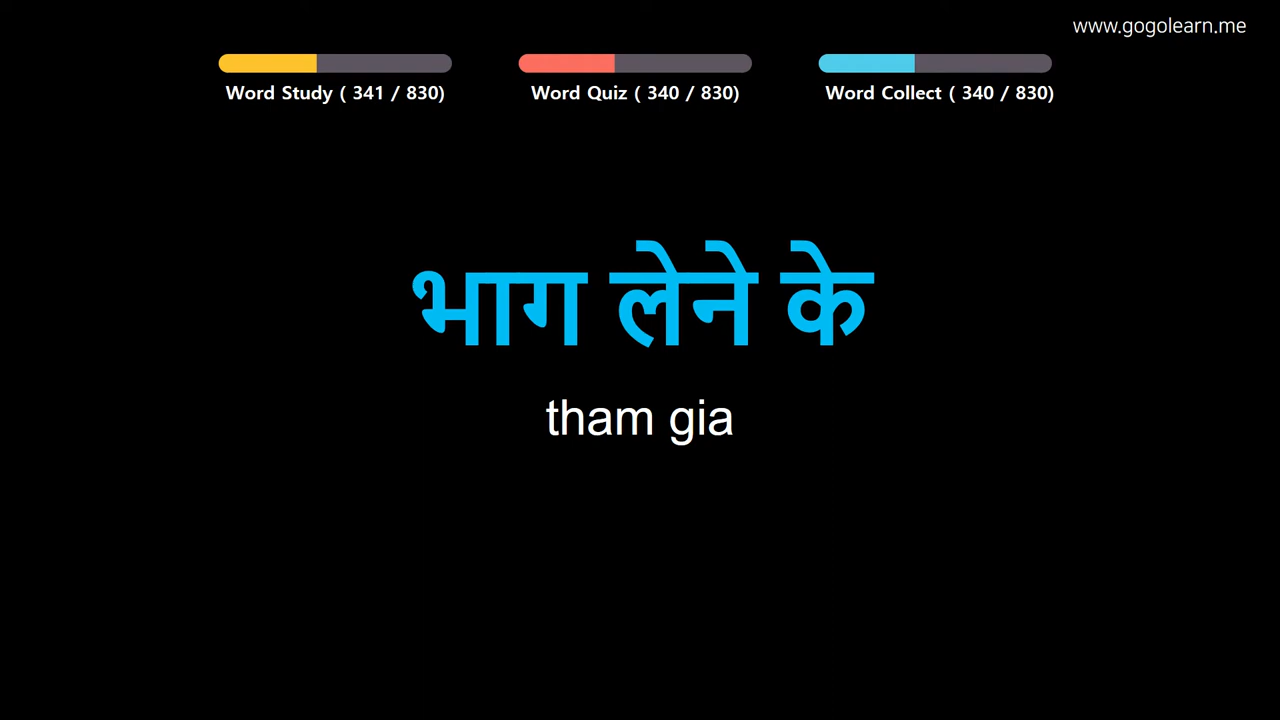 www.gogolearn.me
Word Study ( 341 / 830)
Word Quiz ( 340 / 830)
Word Collect ( 340 / 830)
भाग लेने के
tham gia